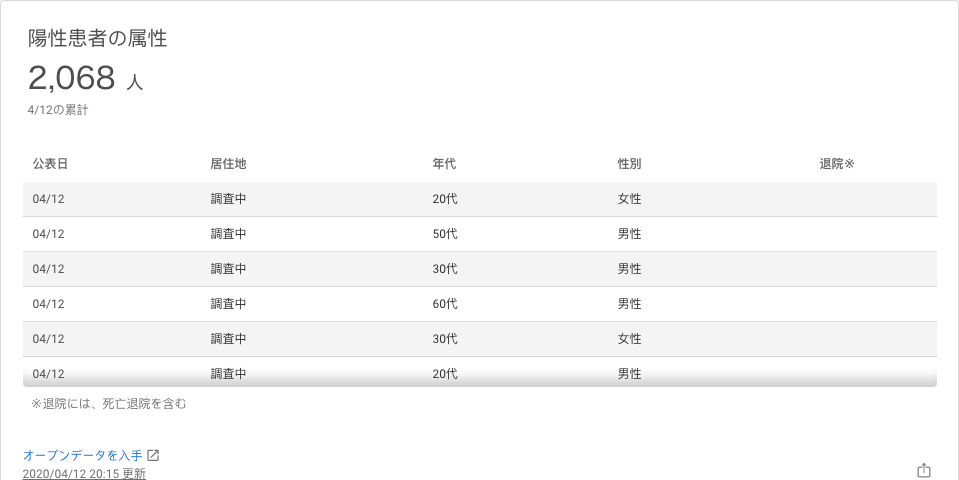 陽性患者の属性
2,068 人
4/12の累計
公表日 居住地 年代 性別 退院※
04/12 調査中 20代 女性
04/12 調査中 50代 男性
04/12 調査中 30代 男性
04/12 調査中 60代 男性
04/12 調査中 30代 女性
04/12 調査中 20代 男性
※退院には、死亡退院を含む
オープンデータを入手
2020/04/12 20:15 更新